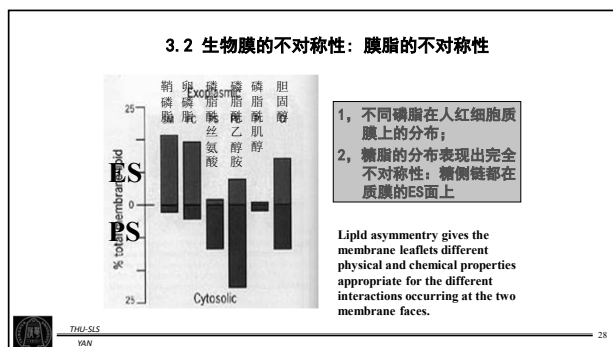 3.2 生物膜的不对称性: 膜脂的不对称性
鞘磷脂
卵磷脂
磷脂酰丝氨酸
磷脂酰乙醇胺
磷脂酰肌醇
胆固醇
Exoplasmic
25
ES
0
PS
25
% total membrane lipid
Cytosolic
1, 不同磷脂在人红细胞质
膜上的分布;
2, 糖脂的分布表现出完全
不对称性: 糖侧链都在
质膜的ES面上
Lipld asymmentry gives the
membrane leaflets different
physical and chemical properties
appropriate for the different
interactions occurring at the two
membrane faces.
THU-SLS
YAN
28